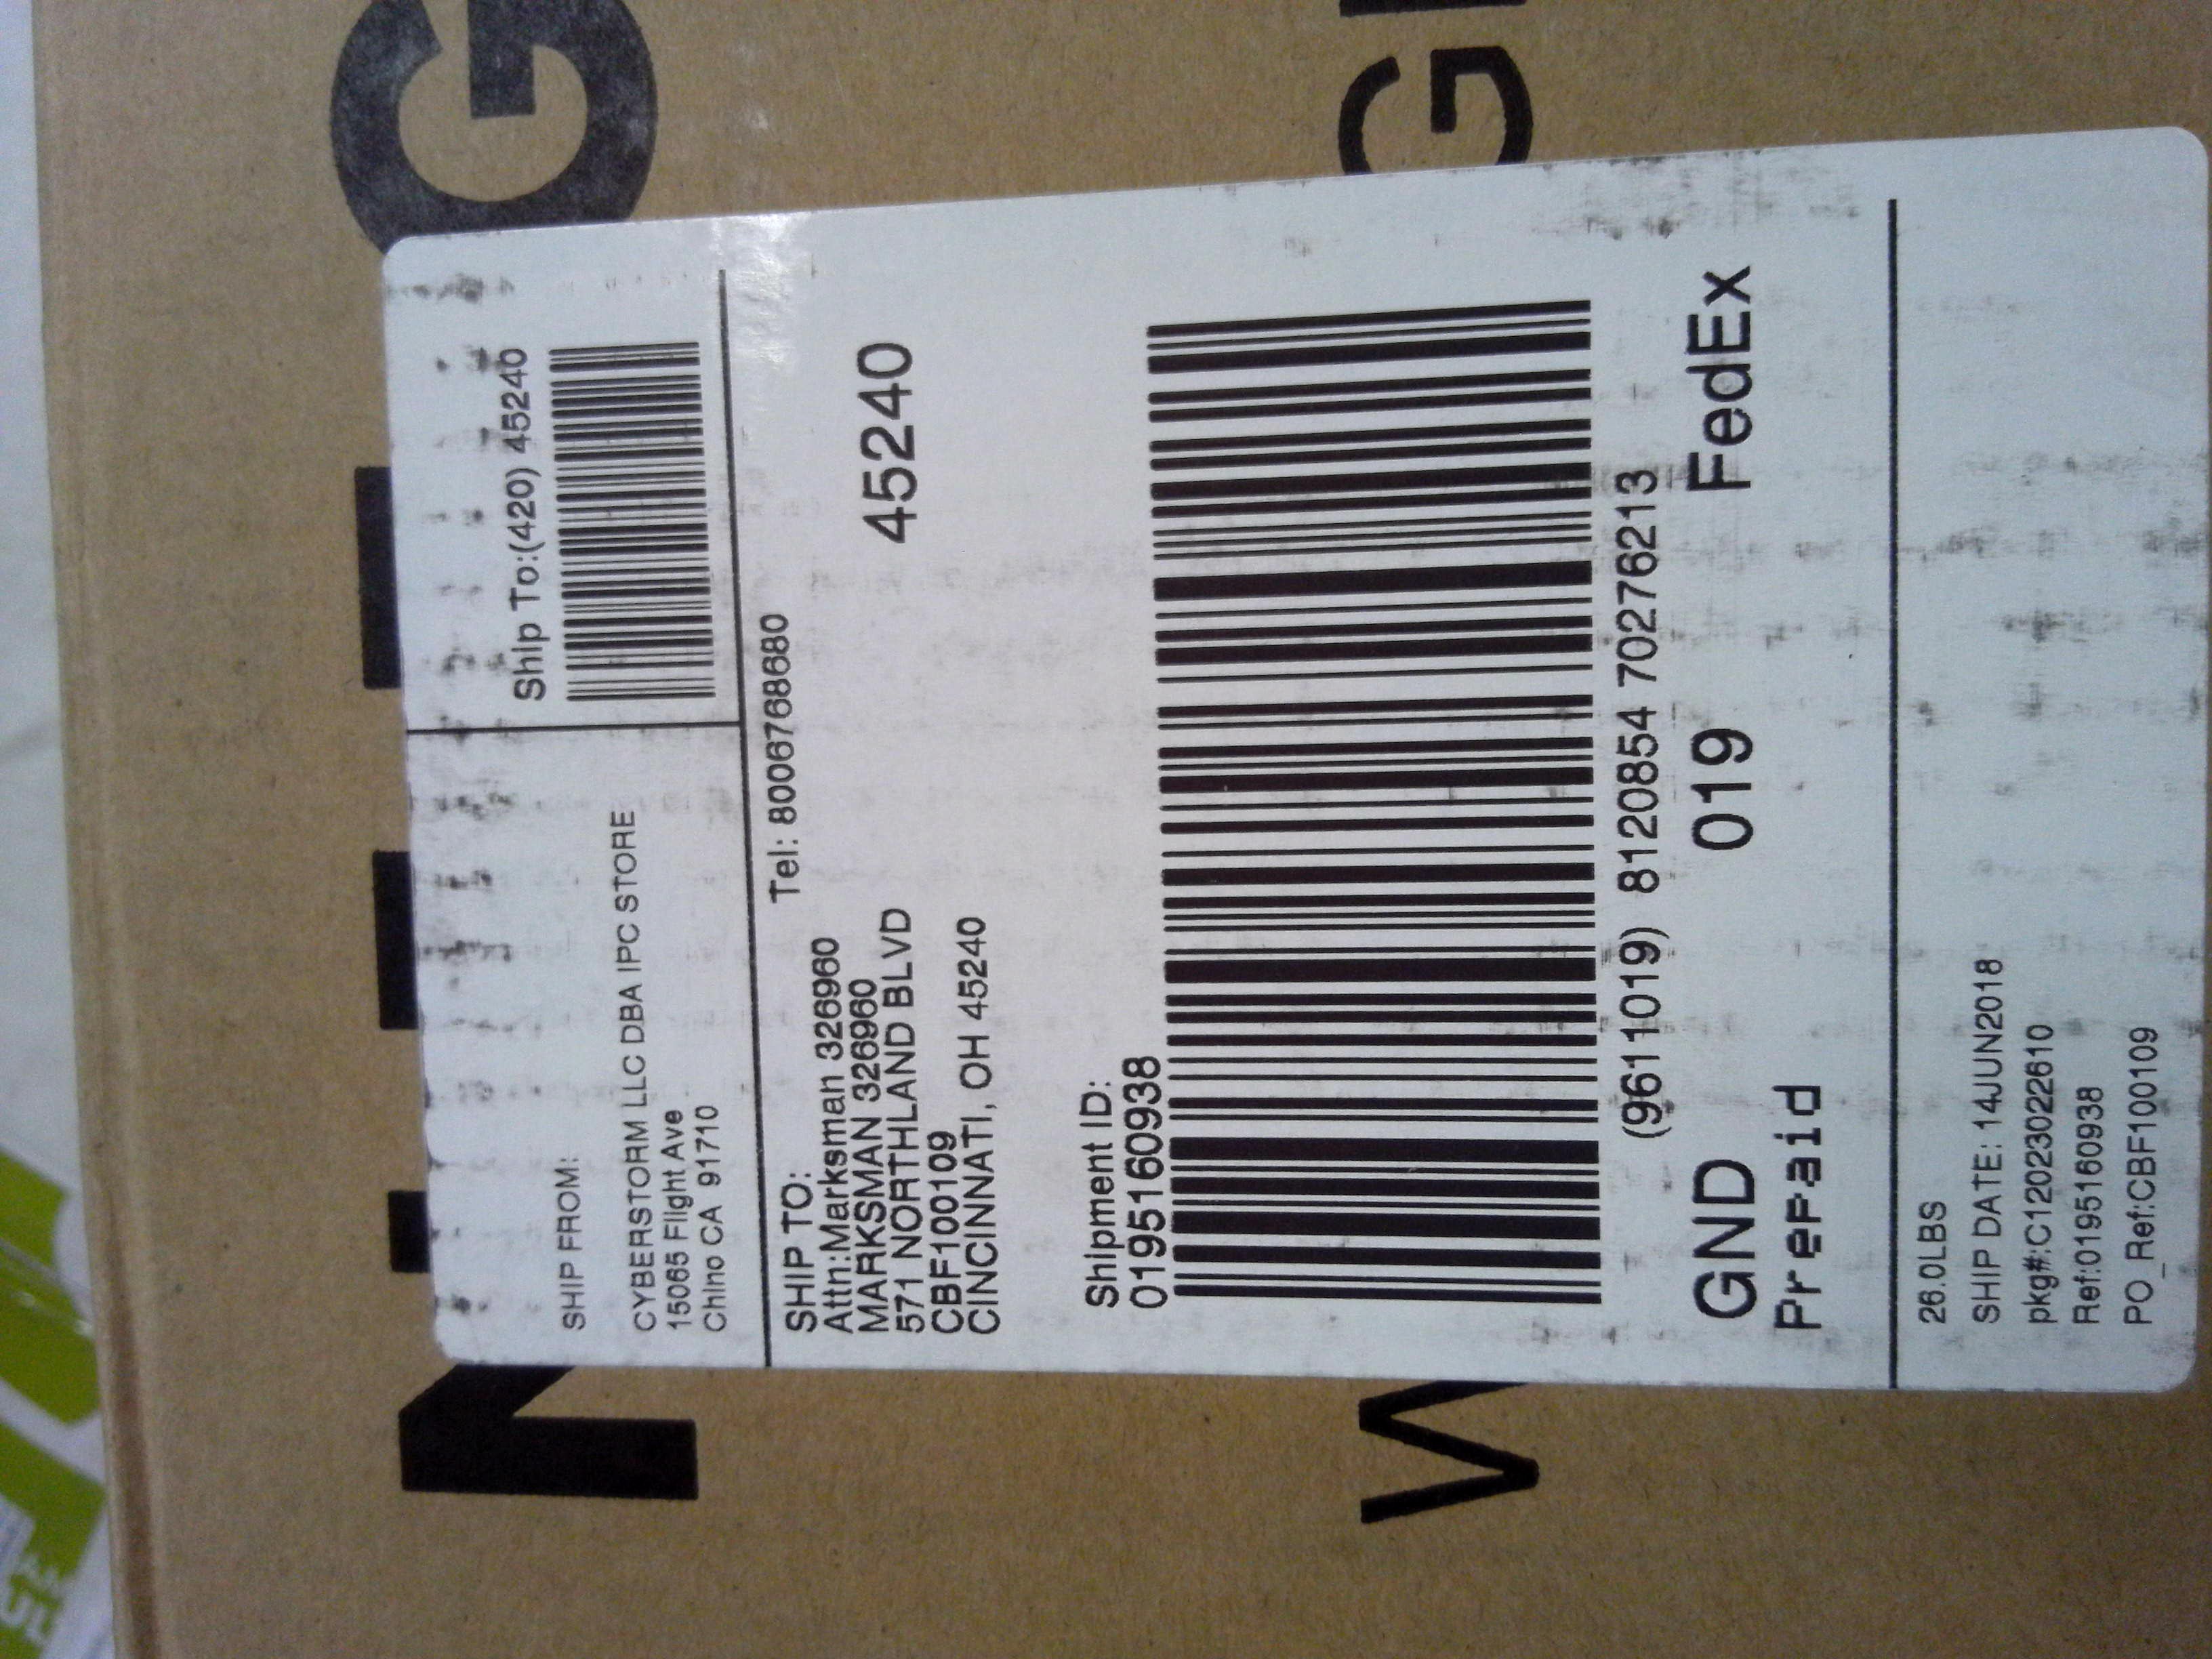 SHIP FROM:
CYBERSTORM LLC DBA IPC STORE
15065 Flight Ave
Chino CA 91710
Ship To:(420) 45240
SHIP TO:
Tel: 8006768680
Attn:Marksman 326960
MARKSMAN 326960
571 NORTHLAND BLVD
CBF100109
CINCINNATI, OH 45240
45240
Shipment ID:
0195160938
(9611019) 8120854 70276213
GND 019 FedEx
Prepaid
26.0LBS
SHIP DATE: 14JUN2018
pkg#:C12023022610
Ref:0195160938
PO_Ref:CBF100109